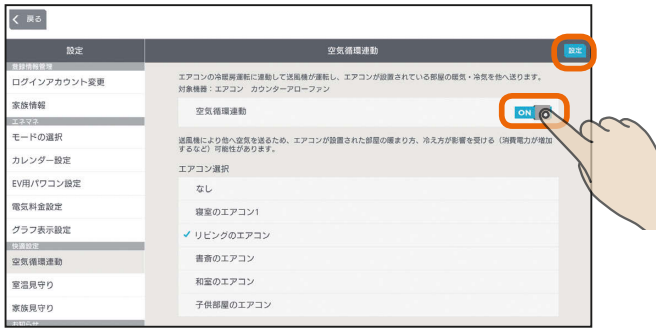 戻る
設定
空気循環連動
設定
登録情報管理
ログインアカウント変更
家族情報
エネマネ
モードの選択
カレンダー設定
EV用パワコン設定
電気料金設定
グラフ表示設定
快適設定
空気循環連動
室温見守り
家族見守り
お知らせ
エアコンの冷暖房運転に連動して送風機が運転し、エアコンが設置されている部屋の暖気・冷気を他へ送ります。
対象機器：エアコン　カウンターアローファン
空気循環連動
ON
送風機により他へ空気を送るため、エアコンが設置された部屋の暖まり方、冷え方が影響を受ける（消費電力が増加
するなど）可能性があります。
エアコン選択
なし
寝室のエアコン1
リビングのエアコン
書斎のエアコン
和室のエアコン
子供部屋のエアコン